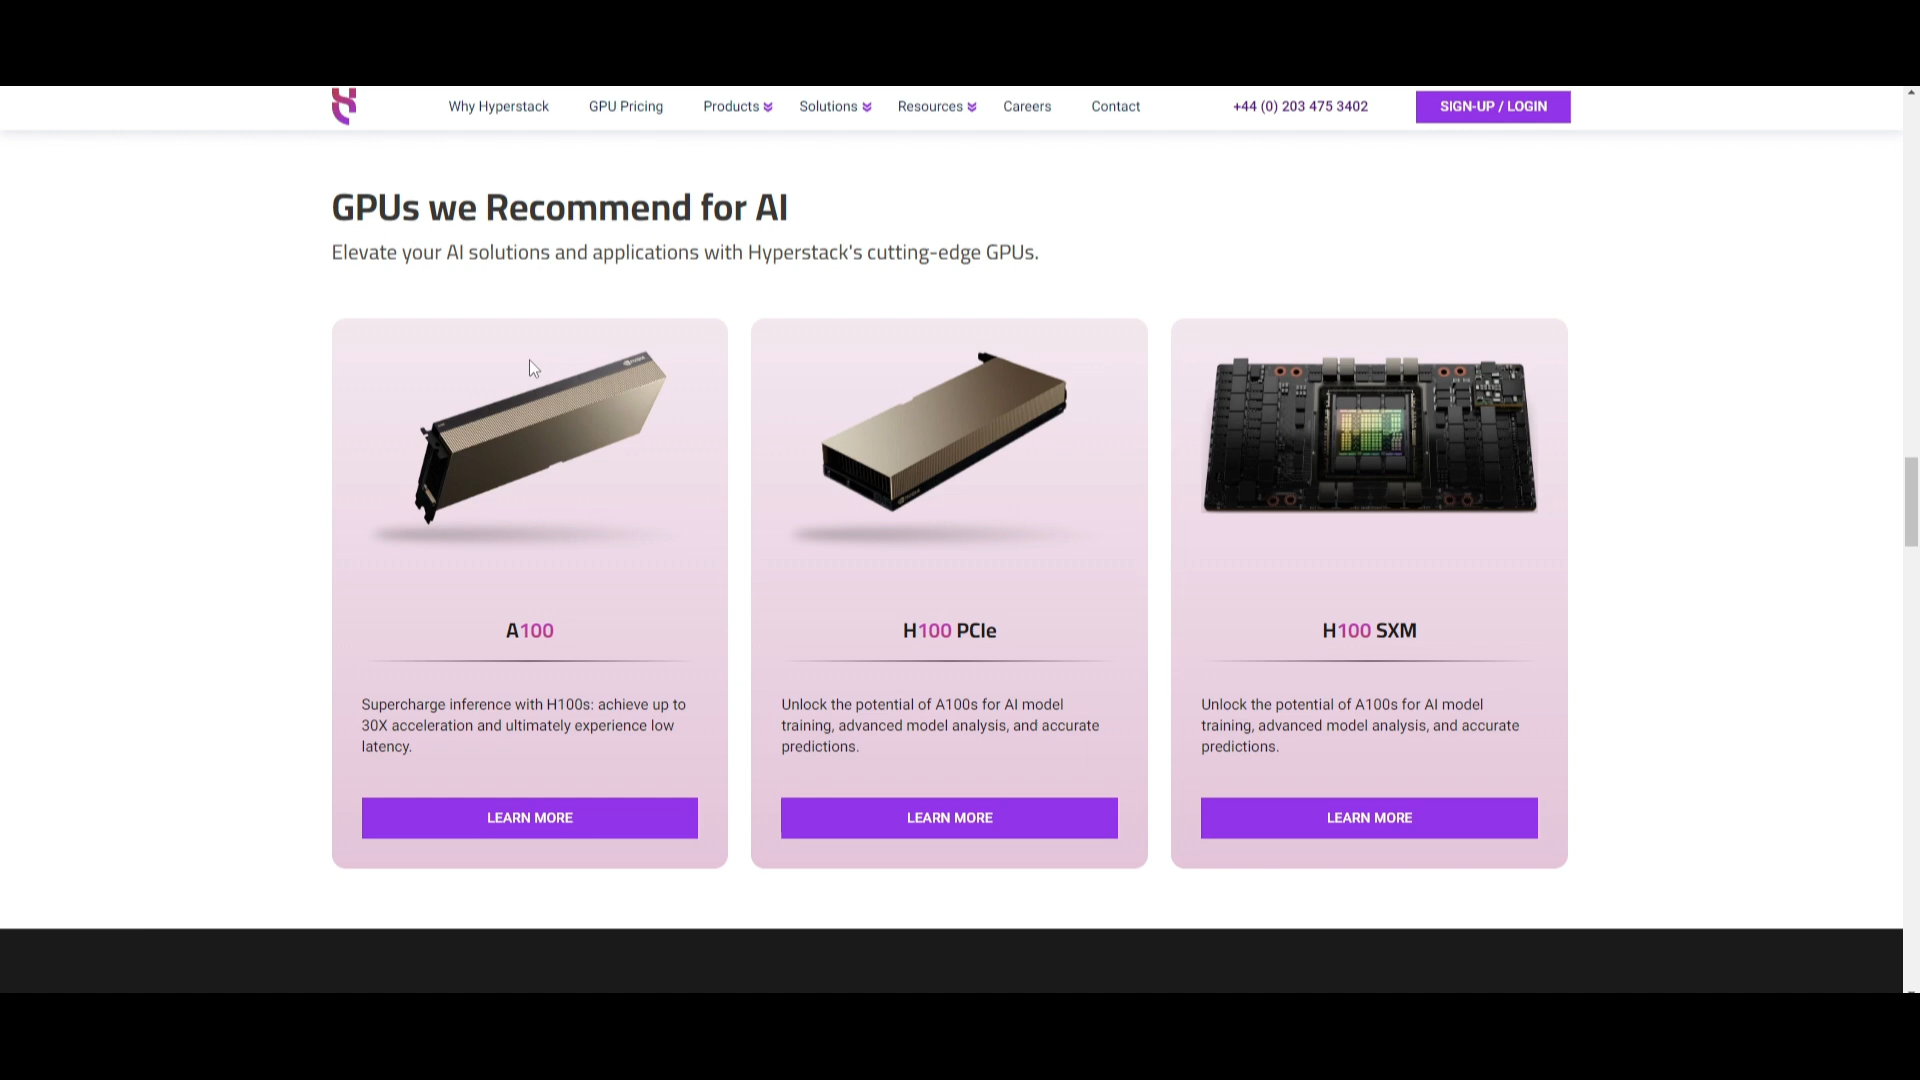 Why Hyperstack GPU Pricing Products Solutions Resources Careers Contact +44 (0) 203 475 3402 SIGN-UP / LOGIN
GPUs we Recommend for AI
Elevate your AI solutions and applications with Hyperstack's cutting-edge GPUs.
A100
Supercharge inference with H100s: achieve up to
30X acceleration and ultimately experience low
latency.
LEARN MORE
H100 PCIe
Unlock the potential of A100s for AI model
training, advanced model analysis, and accurate
predictions.
LEARN MORE
H100 SXM
Unlock the potential of A100s for AI model
training, advanced model analysis, and accurate
predictions.
LEARN MORE